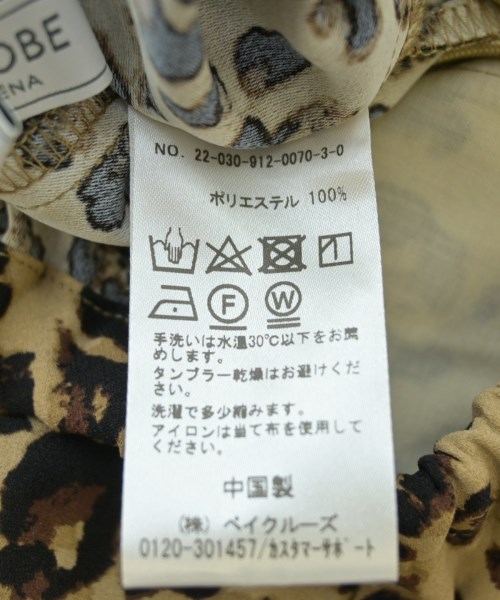 OBE
ENA
NO. 22-030-912-0070-3-0
ポリエステル 100%
F W
手洗いは水温30℃以下をお薦
めします。
タンブラー乾燥はお避けくだ
さい。
洗濯で多少縮みます。
アイロンは当て布を使用して
ください。
中国製
(株) ベイクルーズ
0120-301457/カスタマーサポート